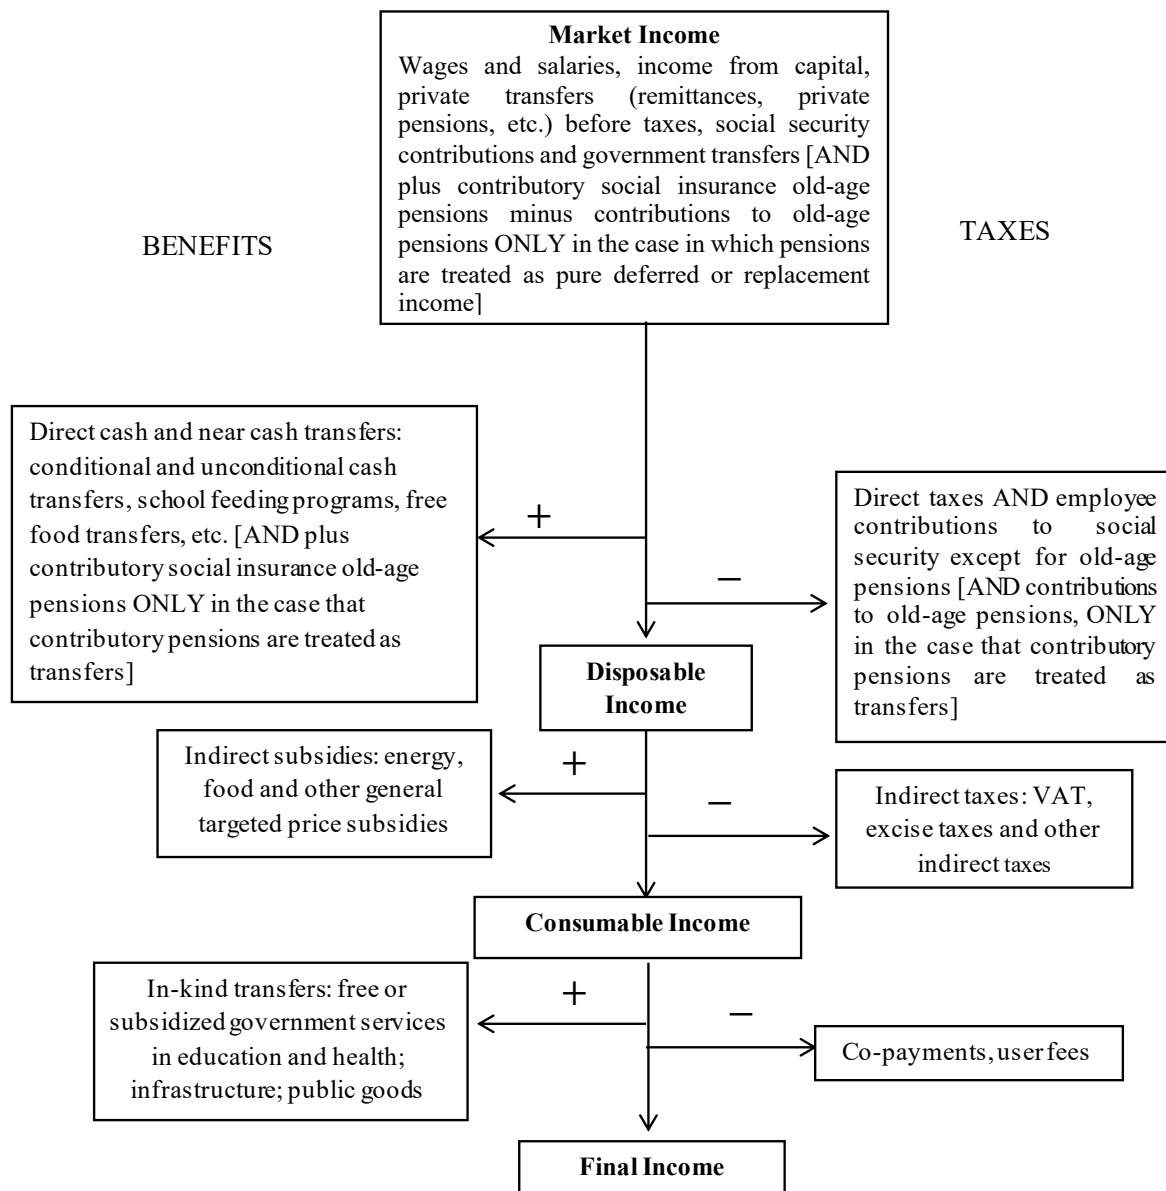 Market Income
Wages and salaries, income from capital,
private transfers (remittances, private
pensions, etc.) before taxes, social security
contributions and government transfers [AND
plus contributory social insurance old-age
pensions minus contributions to old-age
pensions ONLY in the case in which pensions
are treated as pure deferred or replacement
income]
BENEFITS
TAXES
Direct cash and near cash transfers:
conditional and unconditional cash
transfers, school feeding programs, free
food transfers, etc. [AND plus
contributory social insurance old-age
pensions ONLY in the case that
contributory pensions are treated as
transfers]
+
−
Direct taxes AND employee
contributions to social
security except for old-age
pensions [AND contributions
to old-age pensions, ONLY
in the case that contributory
pensions are treated as
transfers]
Disposable
Income
Indirect subsidies: energy,
food and other general
targeted price subsidies
+
−
Indirect taxes: VAT,
excise taxes and other
indirect taxes
Consumable Income
In-kind transfers: free or
subsidized government services
in education and health;
infrastructure; public goods
+
−
Co-payments, user fees
Final Income